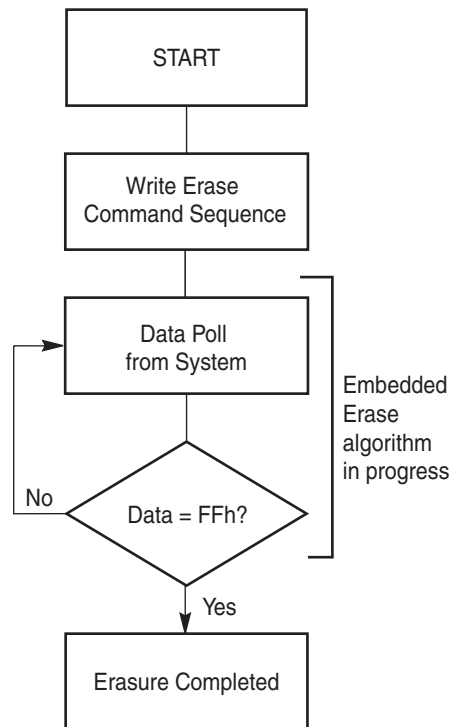 START
Write Erase
Command Sequence
Data Poll
from System
Embedded
Erase
algorithm
in progress
No
Data = FFh?
Yes
Erasure Completed